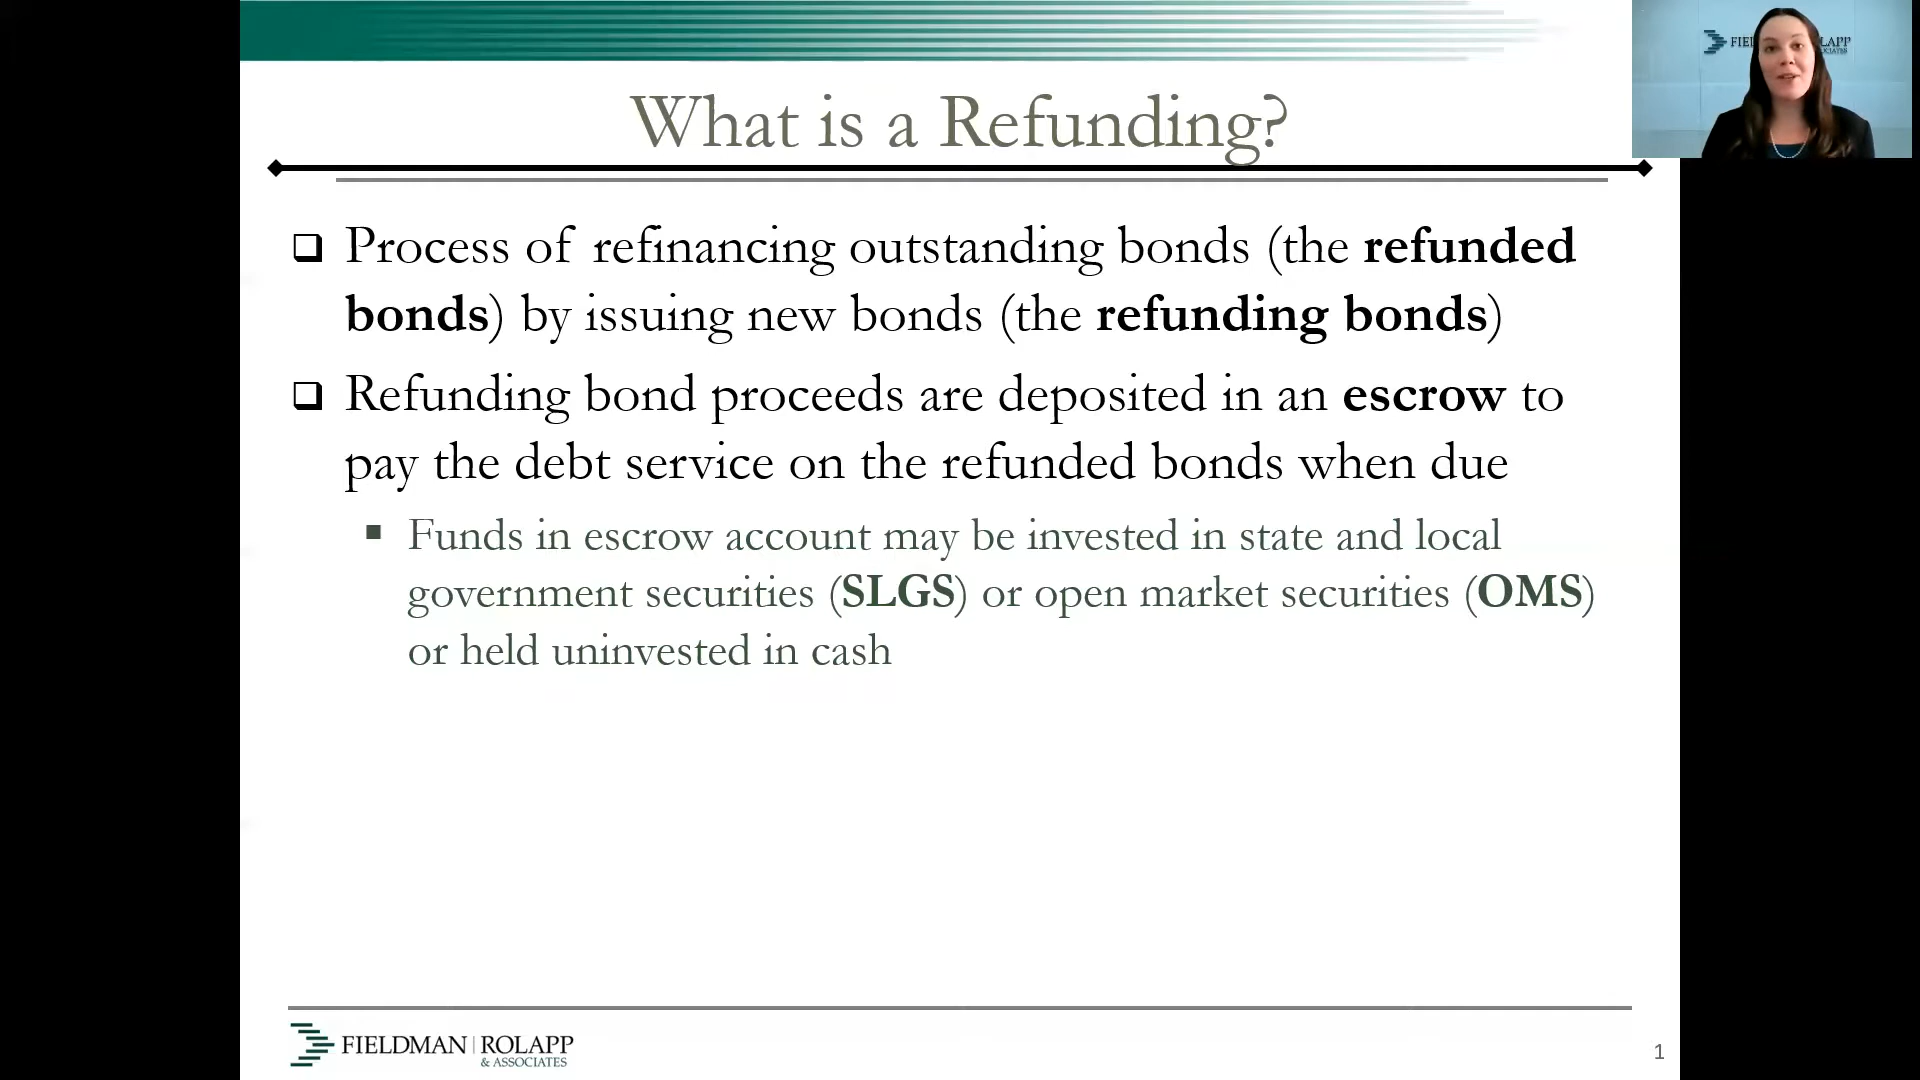 What is a Refunding?
Process of refinancing outstanding bonds (the refunded
bonds) by issuing new bonds (the refunding bonds)
Refunding bond proceeds are deposited in an escrow to
pay the debt service on the refunded bonds when due
Funds in escrow account may be invested in state and local
government securities (SLGS) or open market securities (OMS)
or held uninvested in cash
FIELDMAN | ROLAPP
& ASSOCIATES
1